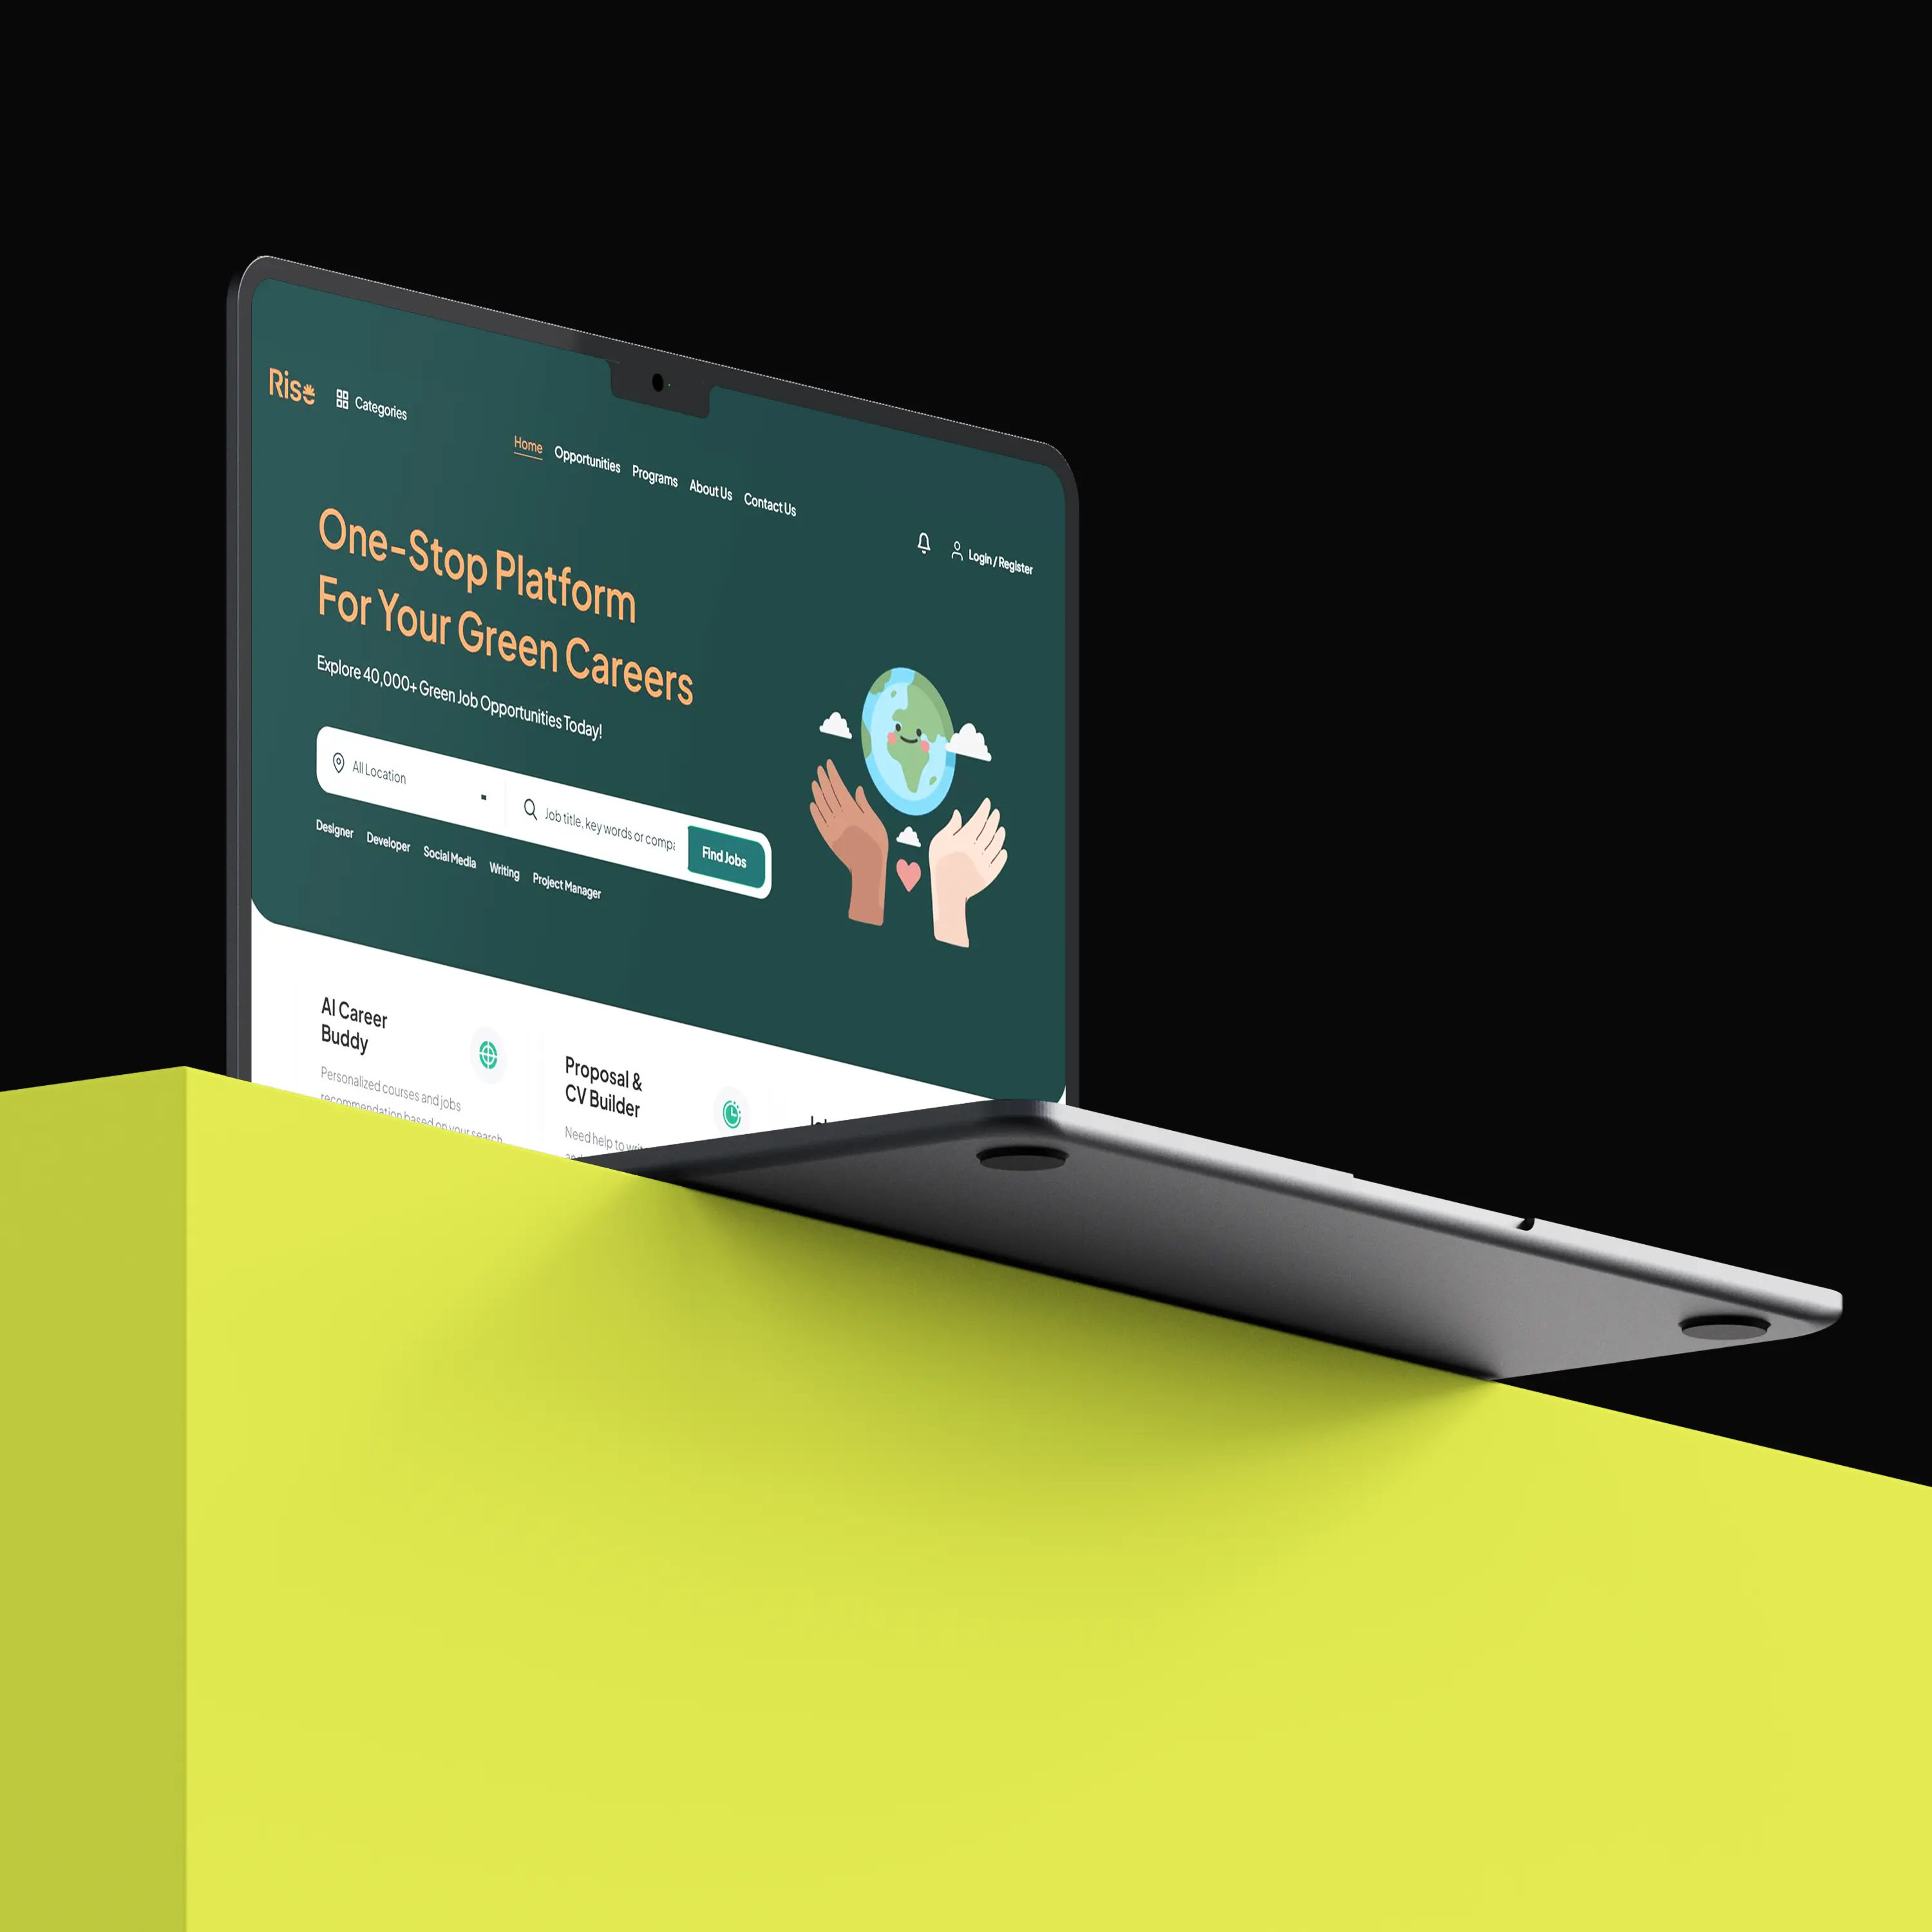 Rise
Categories
Home Opportunities Programs About Us Contact Us
Login / Register
One-Stop Platform
For Your Green Careers
Explore 40,000+ Green Job Opportunities Today!
All Location
Job title, key words or comp
Find Jobs
Designer Developer Social Media Writing Project Manager
AI Career
Buddy
Personalized courses and jobs
recommendation based on your search
Proposal &
CV Builder
Need help to writ